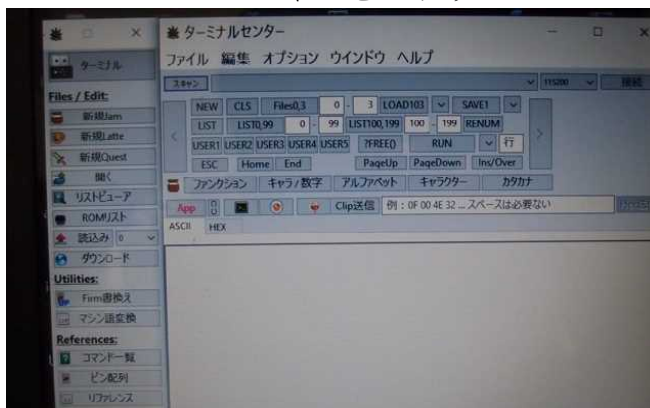 ターミナルセンター
ファイル 編集 オプション ウインドウ ヘルプ
ターミナル
Files / Edit:
新規Jam
新規Latte
新規Quest
開く
リストビューア
ROMリスト
読込み 0
ダウンロード
Utilities:
Firm書換え
マシン語変換
References:
コマンド一覧
ピン配列
リファレンス
スキャン 115200 接続
NEW CLS Files0,3 0 - 3 LOAD103 SAVE1
LIST LIST0,99 0 - 99 LIST100,199 100 - 199 RENUM
USER1 USER2 USER3 USER4 USER5 ?FREE() RUN 行
ESC Home End PageUp PageDown Ins/Over
ファンクション キャラ / 数字 アルファベット キャラクター カタカナ
App Clip送信 例 : 0F 00 4E 32 ... スペースは必要ない
ASCII HEX